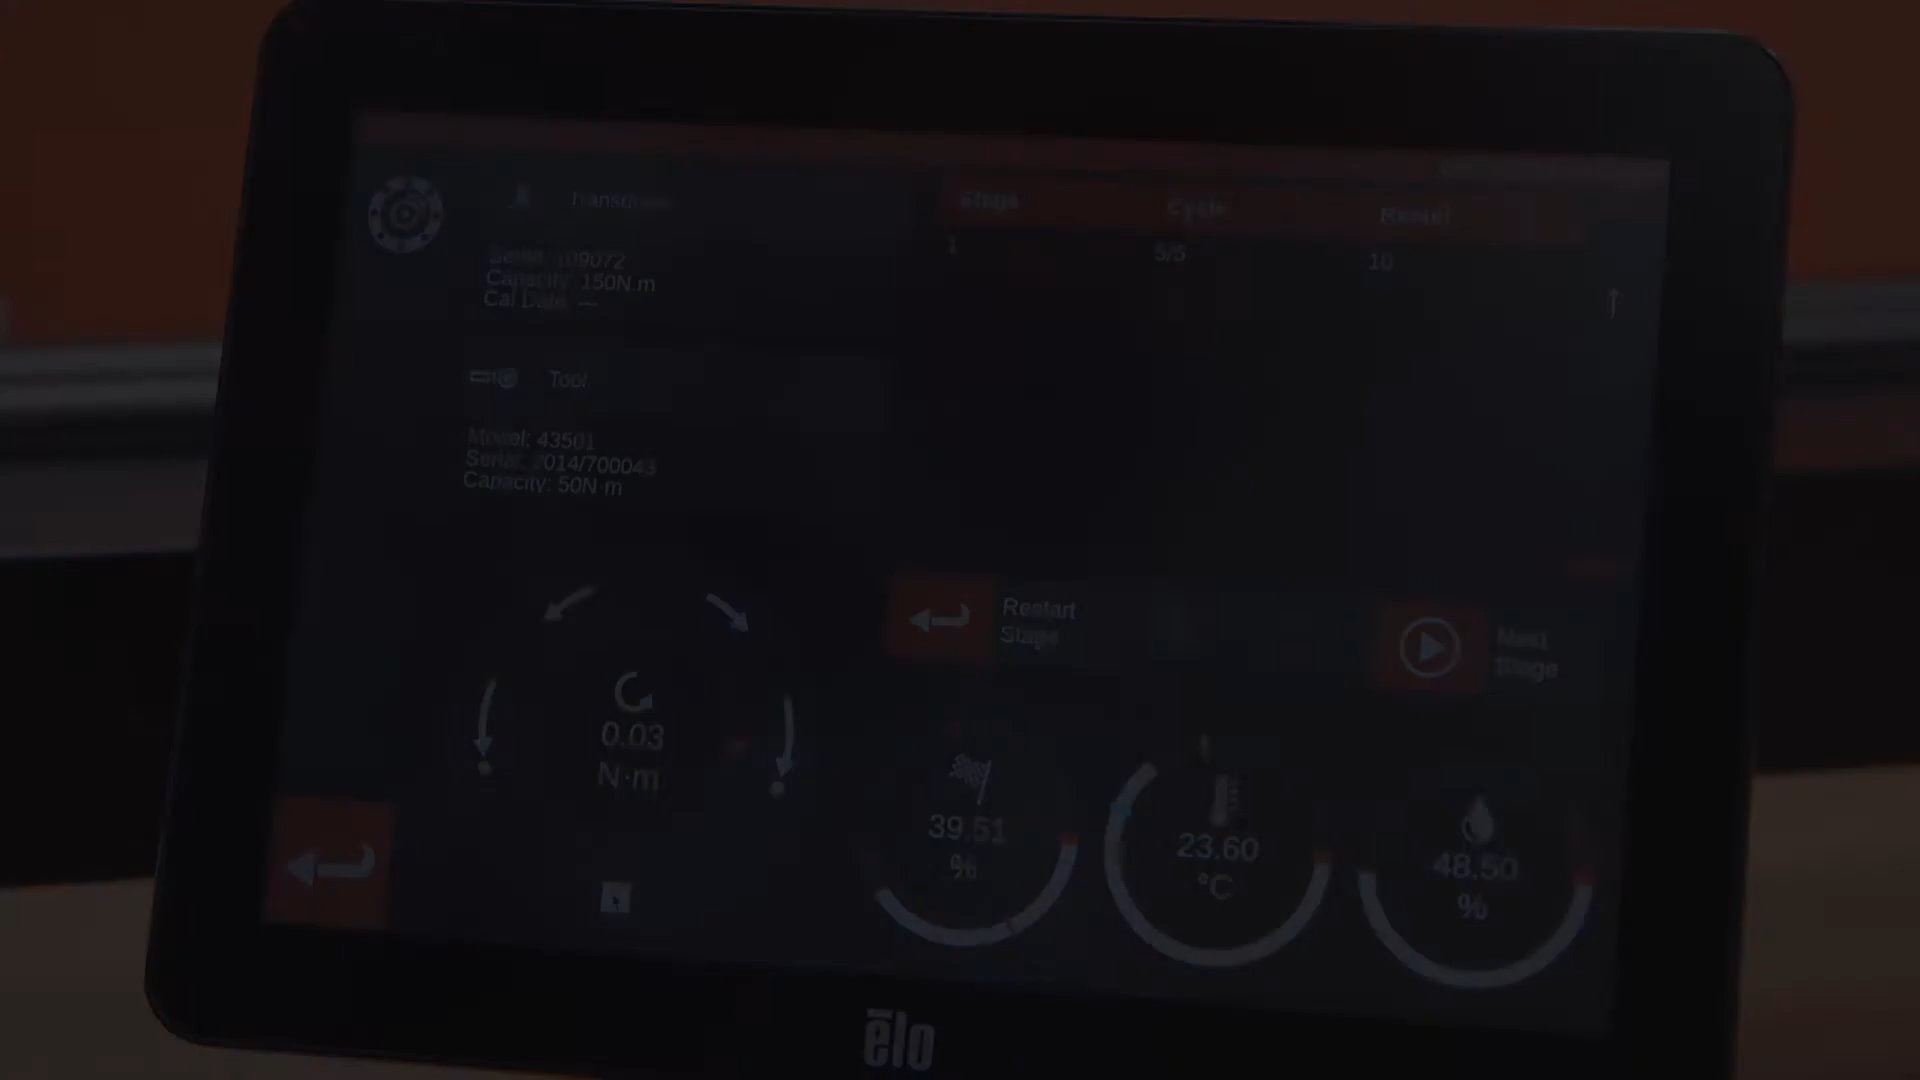 Transducer
Serial: 109072
Capacity: 150N.m
Cal Date: —
Stage Cycle Result
1 5/5 10
Tool
Model: 43501
Serial: 2014/700043
Capacity: 50N·m
Restart
Stage
Next
Stage
0.03
N·m
39.51
%
23.60
°C
48.50
%
ēlo